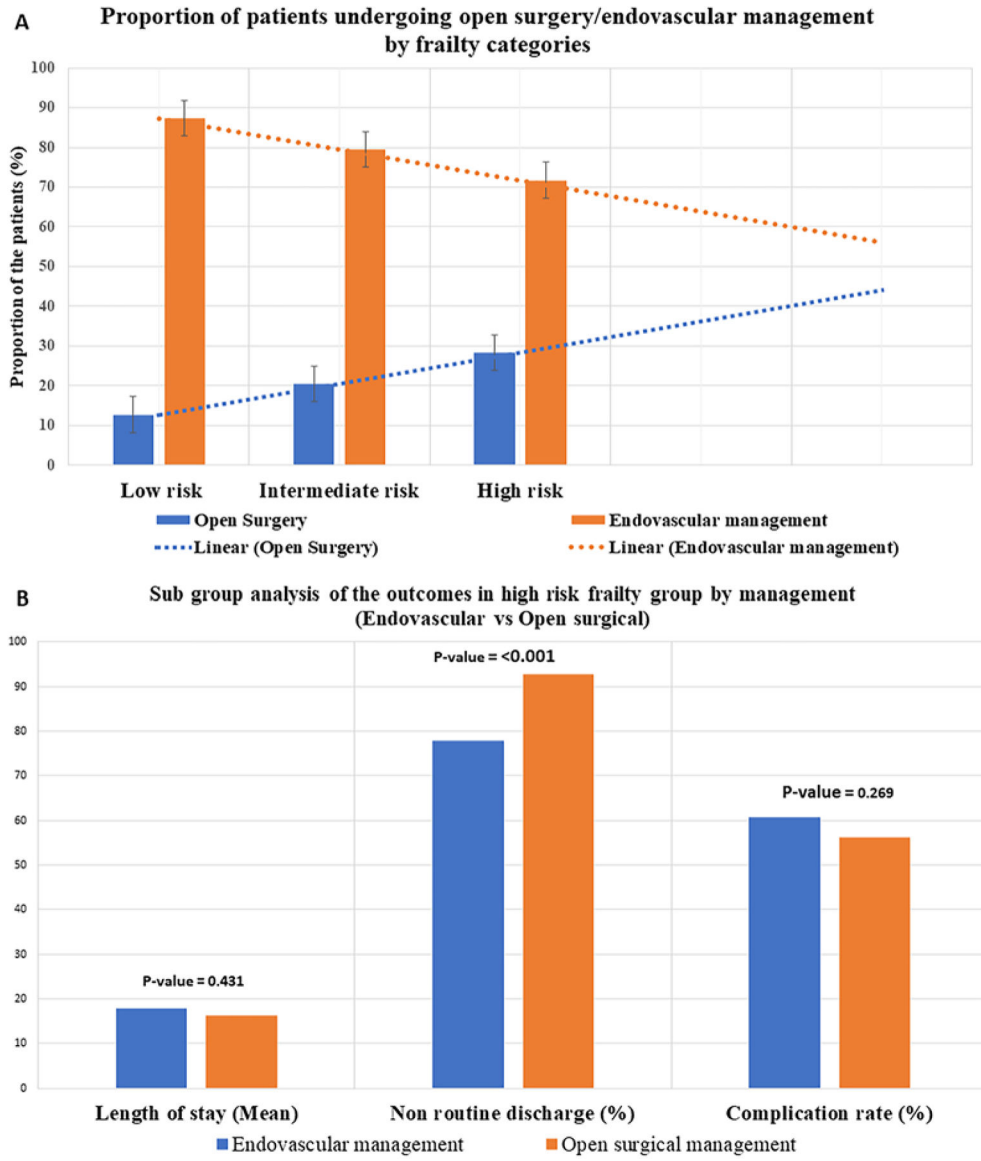 A
Proportion of patients undergoing open surgery/endovascular management
by frailty categories
Proportion of the patients (%)
100
90
80
70
60
50
40
30
20
10
0
Low risk Intermediate risk High risk
Open Surgery Endovascular management
Linear (Open Surgery) Linear (Endovascular management)
B
Sub group analysis of the outcomes in high risk frailty group by management
(Endovascular vs Open surgical)
100
90
80
70
60
50
40
30
20
10
0
P-value = <0.001
P-value = 0.269
P-value = 0.431
Length of stay (Mean) Non routine discharge (%) Complication rate (%)
Endovascular management Open surgical management